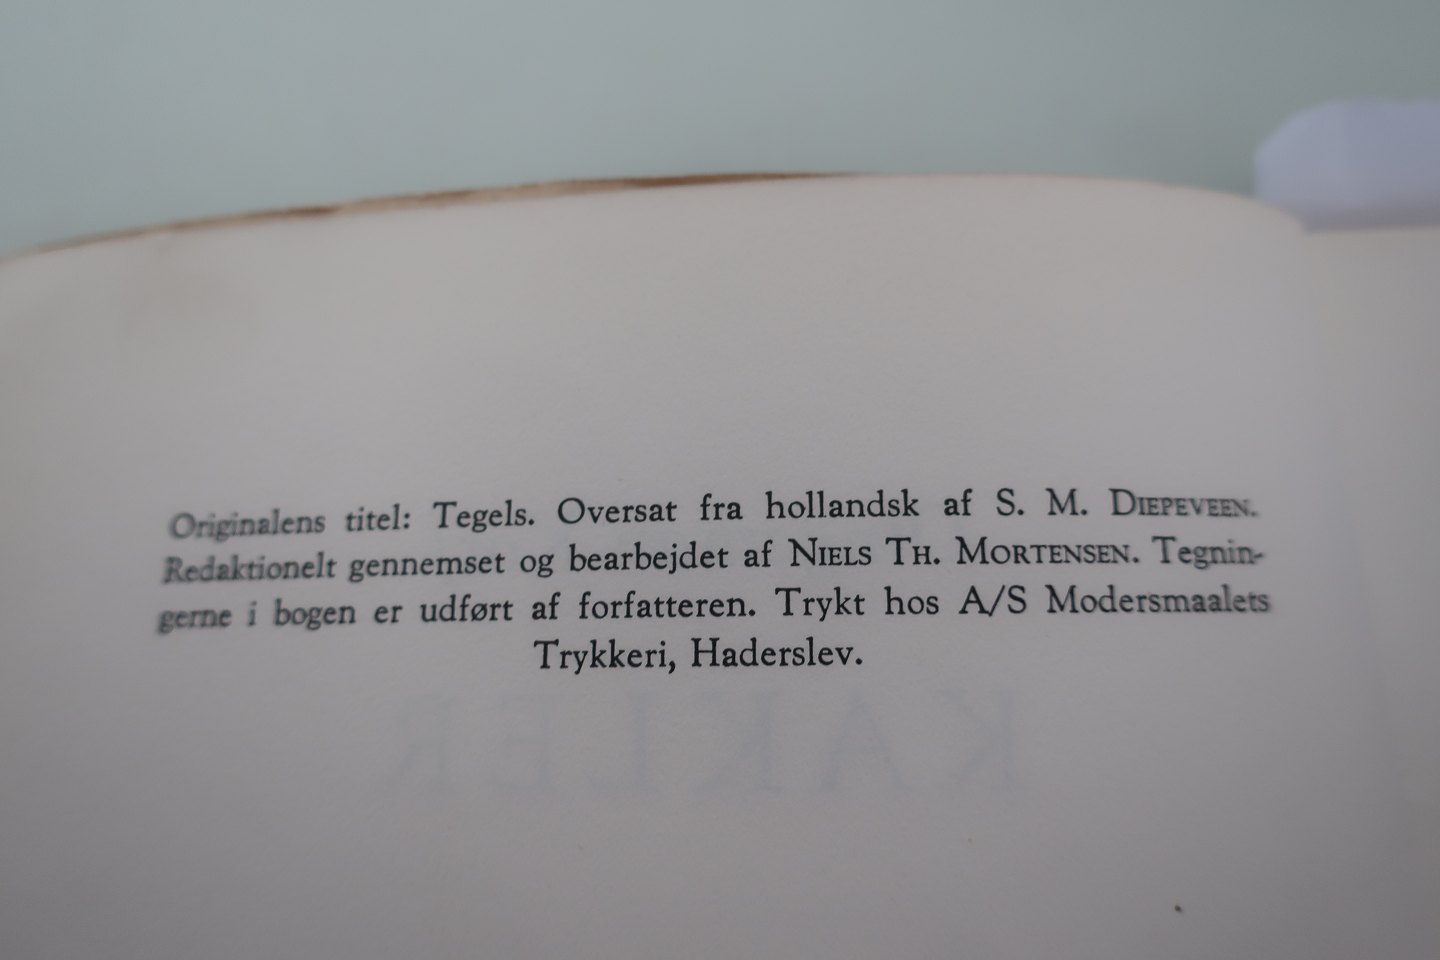 Originalens titel: Tegels. Oversat fra hollandsk af S. M. DIEPEVEEN.
Redaktionelt gennemset og bearbejdet af NIELS TH. MORTENSEN. Tegnin-
gerne i bogen er udført af forfatteren. Trykt hos A/S Modersmaalets
Trykkeri, Haderslev.
KAKLER